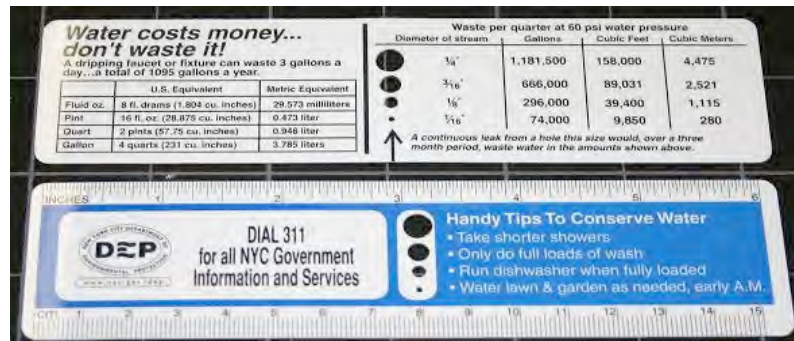 Water costs money...
don't waste it!
A dripping faucet or fixture can waste 3 gallons a
day...a total of 1095 gallons a year.
U.S. Equivalent Metric Equivalent
Fluid oz. 8 fl. drams (1.804 cu. inches) 29.573 milliliters
Pint 16 fl. oz. (28.875 cu. inches) 0.473 liter
Quart 2 pints (57.75 cu. inches) 0.946 liter
Gallon 4 quarts (231 cu. inches) 3.785 liters
Waste per quarter at 60 psi water pressure
Diameter of stream Gallons Cubic Feet Cubic Meters
1/4" 1,181,500 158,000 4,475
3/16" 666,000 89,031 2,521
1/8" 296,000 39,400 1,115
1/16" 74,000 9,850 280
A continuous leak from a hole this size would, over a three
month period, waste water in the amounts shown above.
INCHES 1 2 3 4 5 6
DEP
DIAL 311
for all NYC Government
Information and Services
Handy Tips To Conserve Water
• Take shorter showers
• Only do full loads of wash
• Run dishwasher when fully loaded
• Water lawn & garden as needed, early A.M.
cm 1 2 3 4 5 6 7 8 9 10 11 12 13 14 15